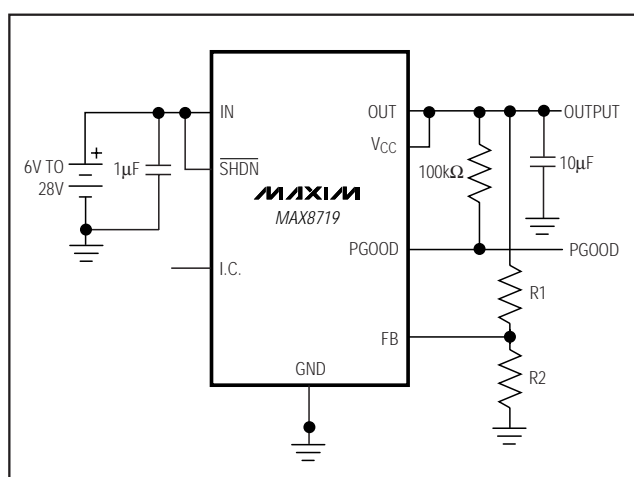 IN
SHDN
OUT
VCC
OUTPUT
6V TO
28V
+
1µF
100kΩ
10µF
MAXIM
MAX8719
PGOOD
PGOOD
I.C.
R1
FB
R2
GND